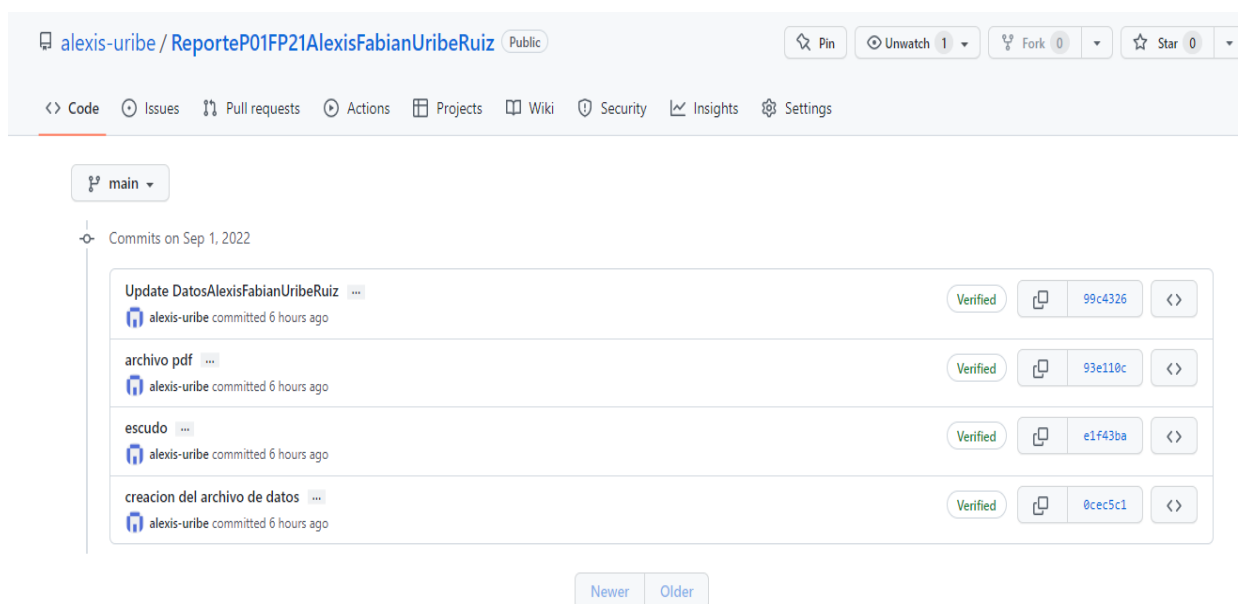 alexis-uribe / ReporteP01FP21AlexisFabianUribeRuiz Public Pin Unwatch 1 Fork 0 Star 0
<> Code Issues Pull requests Actions Projects Wiki Security Insights Settings
main
Commits on Sep 1, 2022
Update DatosAlexisFabianUribeRuiz ... Verified 99c4326 <>
alexis-uribe committed 6 hours ago
archivo pdf ... Verified 93e110c <>
alexis-uribe committed 6 hours ago
escudo ... Verified e1f43ba <>
alexis-uribe committed 6 hours ago
creacion del archivo de datos ... Verified 0cec5c1 <>
alexis-uribe committed 6 hours ago
Newer Older